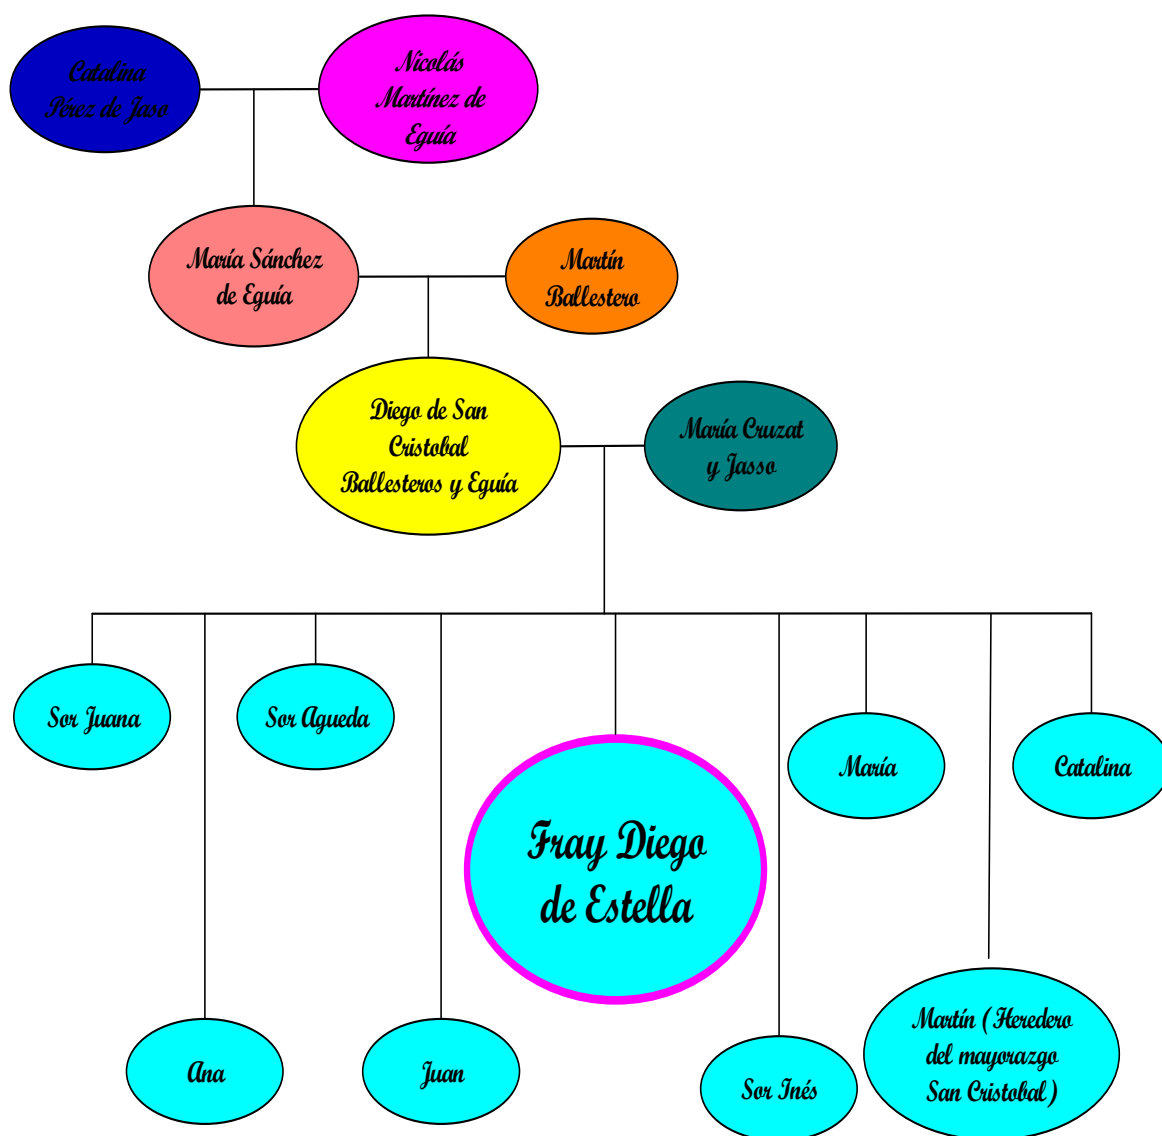 Catalina
Pérez de Jaso
Nicolás
Martínez de
Eguía
María Sánchez
de Eguía
Martín
Ballestero
Diego de San
Cristobal
Ballesteros y Eguía
María Cruzat
y Jasso
Sor Juana
Sor Agueda
María
Catalina
Fray Diego
de Estella
Ana
Juan
Sor Inés
Martín (Heredero
del mayorazgo
San Cristobal)